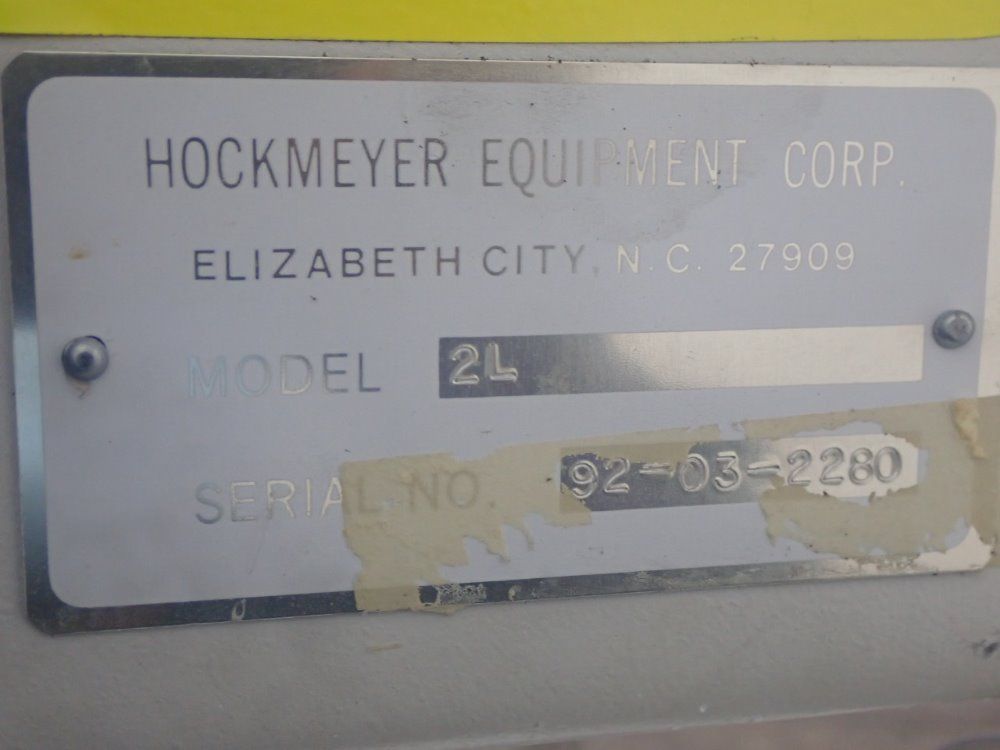 HOCKMEYER EQUIPMENT CORP.
ELIZABETH CITY, N.C. 27909
MODEL 2L
SERIAL NO. 92-03-2280